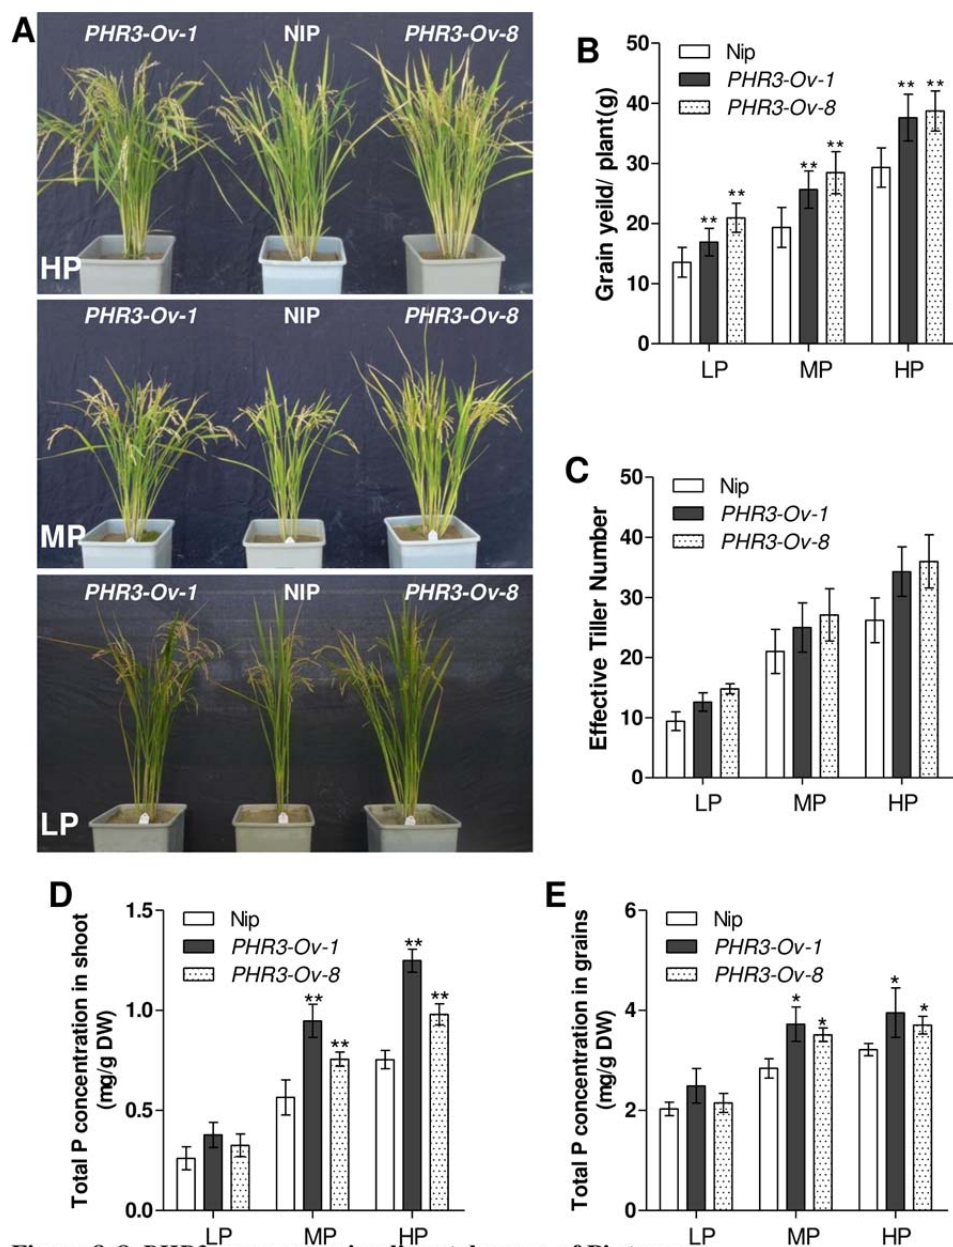 A
PHR3-Ov-1 NIP PHR3-Ov-8
HP
PHR3-Ov-1 NIP PHR3-Ov-8
MP
PHR3-Ov-1 NIP PHR3-Ov-8
LP
B
Grain yeild/ plant(g)
50
40
30
20
10
0
Nip
PHR3-Ov-1
PHR3-Ov-8
** ** ** ** ** **
LP MP HP
C
Effective Tiller Number
50
40
30
20
10
0
Nip
PHR3-Ov-1
PHR3-Ov-8
LP MP HP
D
Total P concentration in shoot
(mg/g DW)
1.5
1.0
0.5
0.0
Nip
PHR3-Ov-1
PHR3-Ov-8
** ** ** **
LP MP HP
E
Total P concentration in grains
(mg/g DW)
6
4
2
0
Nip
PHR3-Ov-1
PHR3-Ov-8
* * * *
LP MP HP